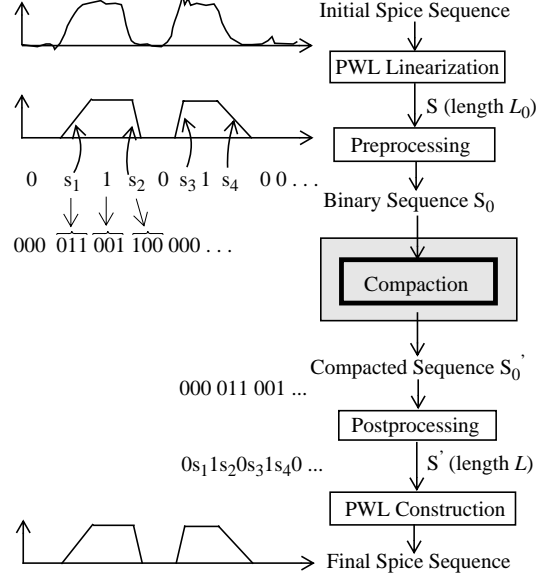 Initial Spice Sequence
PWL Linearization
S (length L0)
Preprocessing
0 s1 1 s2 0 s3 1 s4 0 0 . . .
Binary Sequence S0
000 011 001 100 000 . . .
Compaction
Compacted Sequence S0'
000 011 001 ...
Postprocessing
0s11s20s31s40 ...
S' (length L)
PWL Construction
Final Spice Sequence